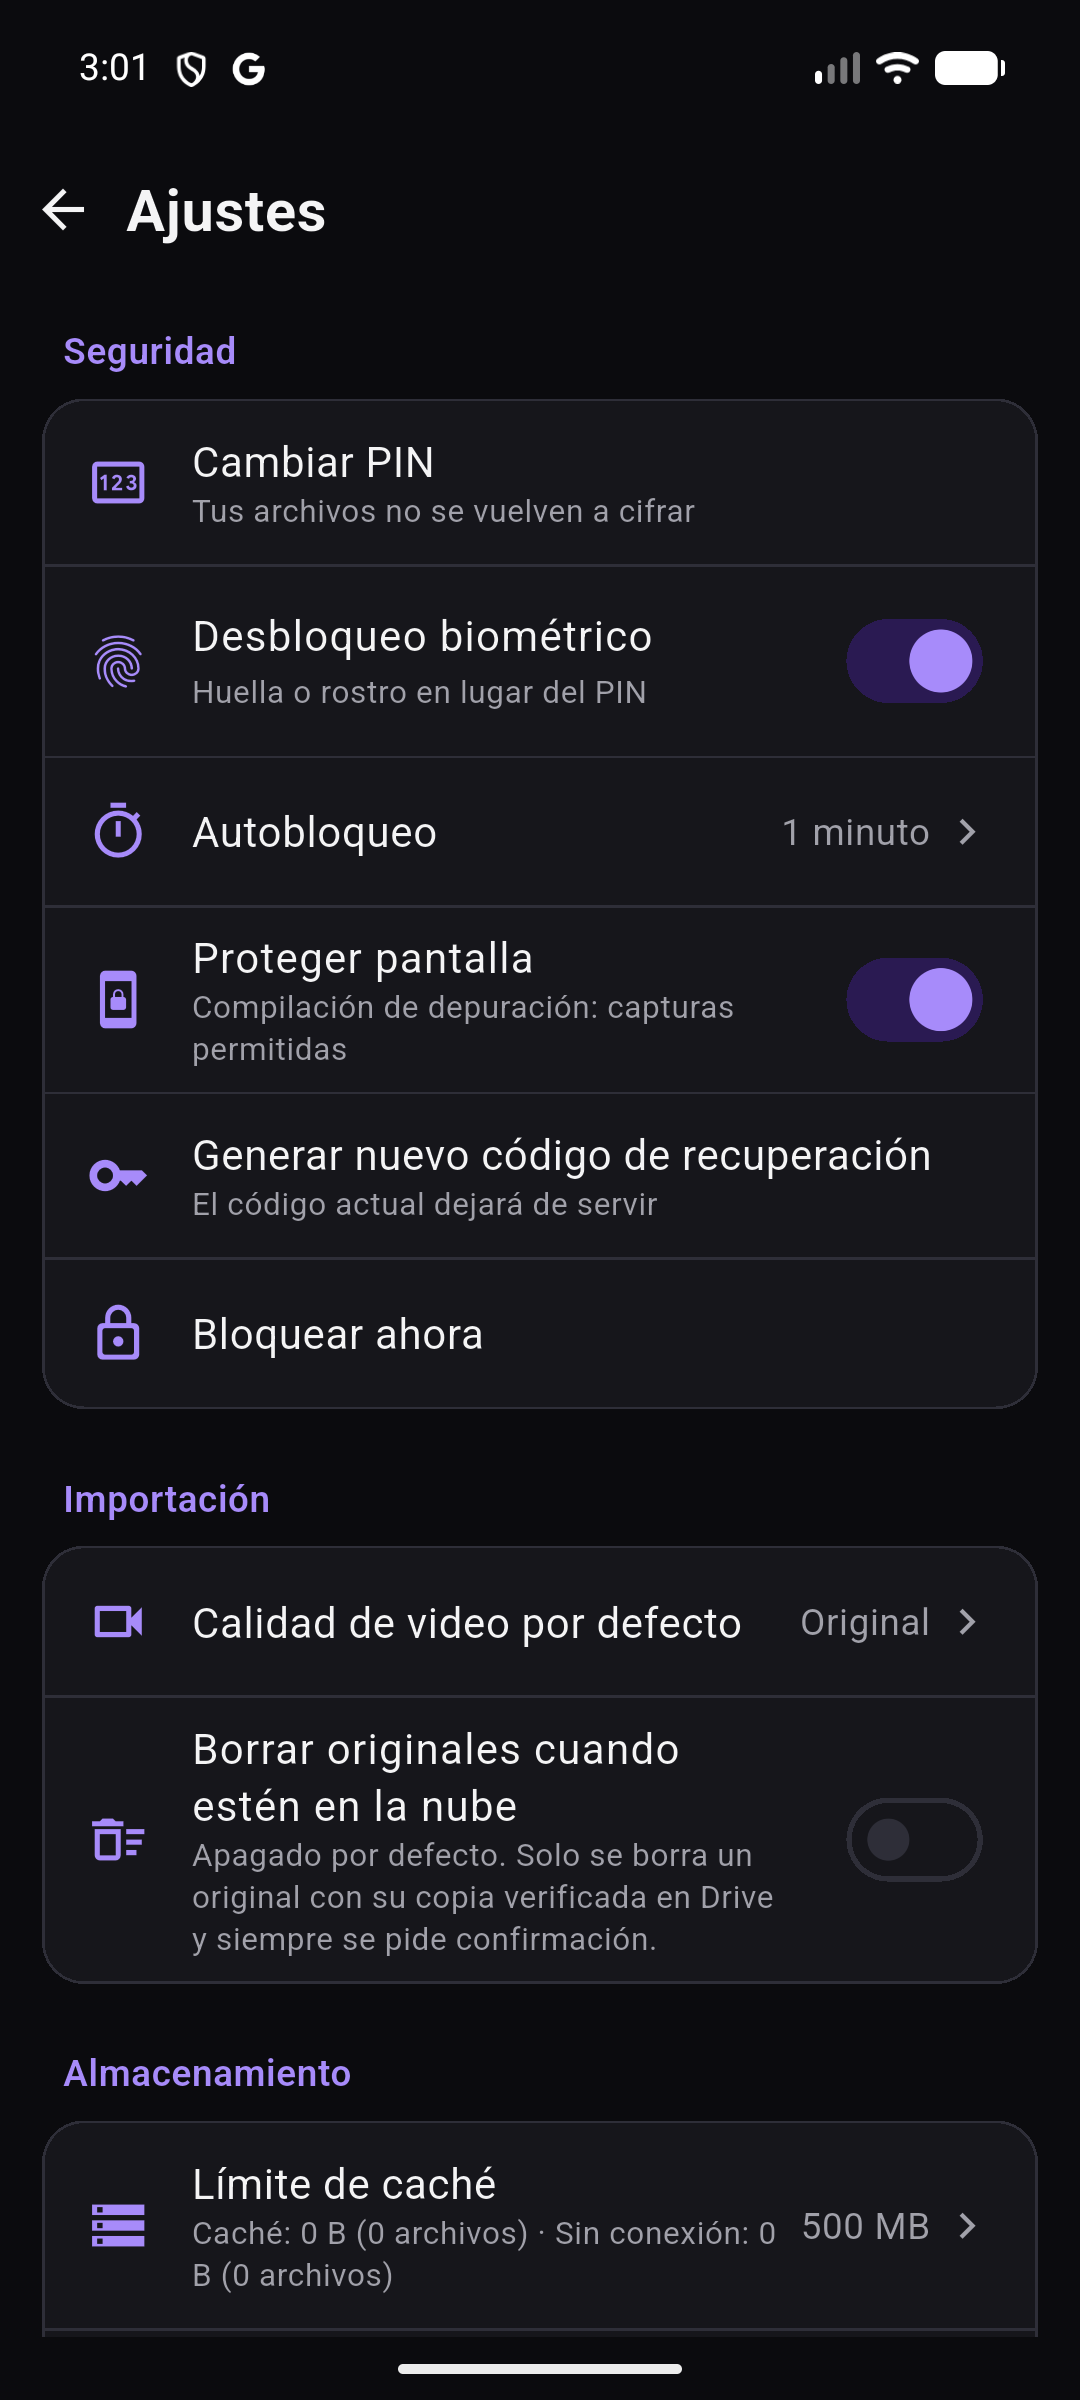 3:01
Ajustes
Seguridad
Cambiar PIN
Tus archivos no se vuelven a cifrar
Desbloqueo biométrico
Huella o rostro en lugar del PIN
Autobloqueo
1 minuto
Proteger pantalla
Compilación de depuración: capturas
permitidas
Generar nuevo código de recuperación
El código actual dejará de servir
Bloquear ahora
Importación
Calidad de video por defecto
Original
Borrar originales cuando
estén en la nube
Apagado por defecto. Solo se borra un
original con su copia verificada en Drive
y siempre se pide confirmación.
Almacenamiento
Límite de caché
Caché: 0 B (0 archivos) · Sin conexión: 0
B (0 archivos)
500 MB